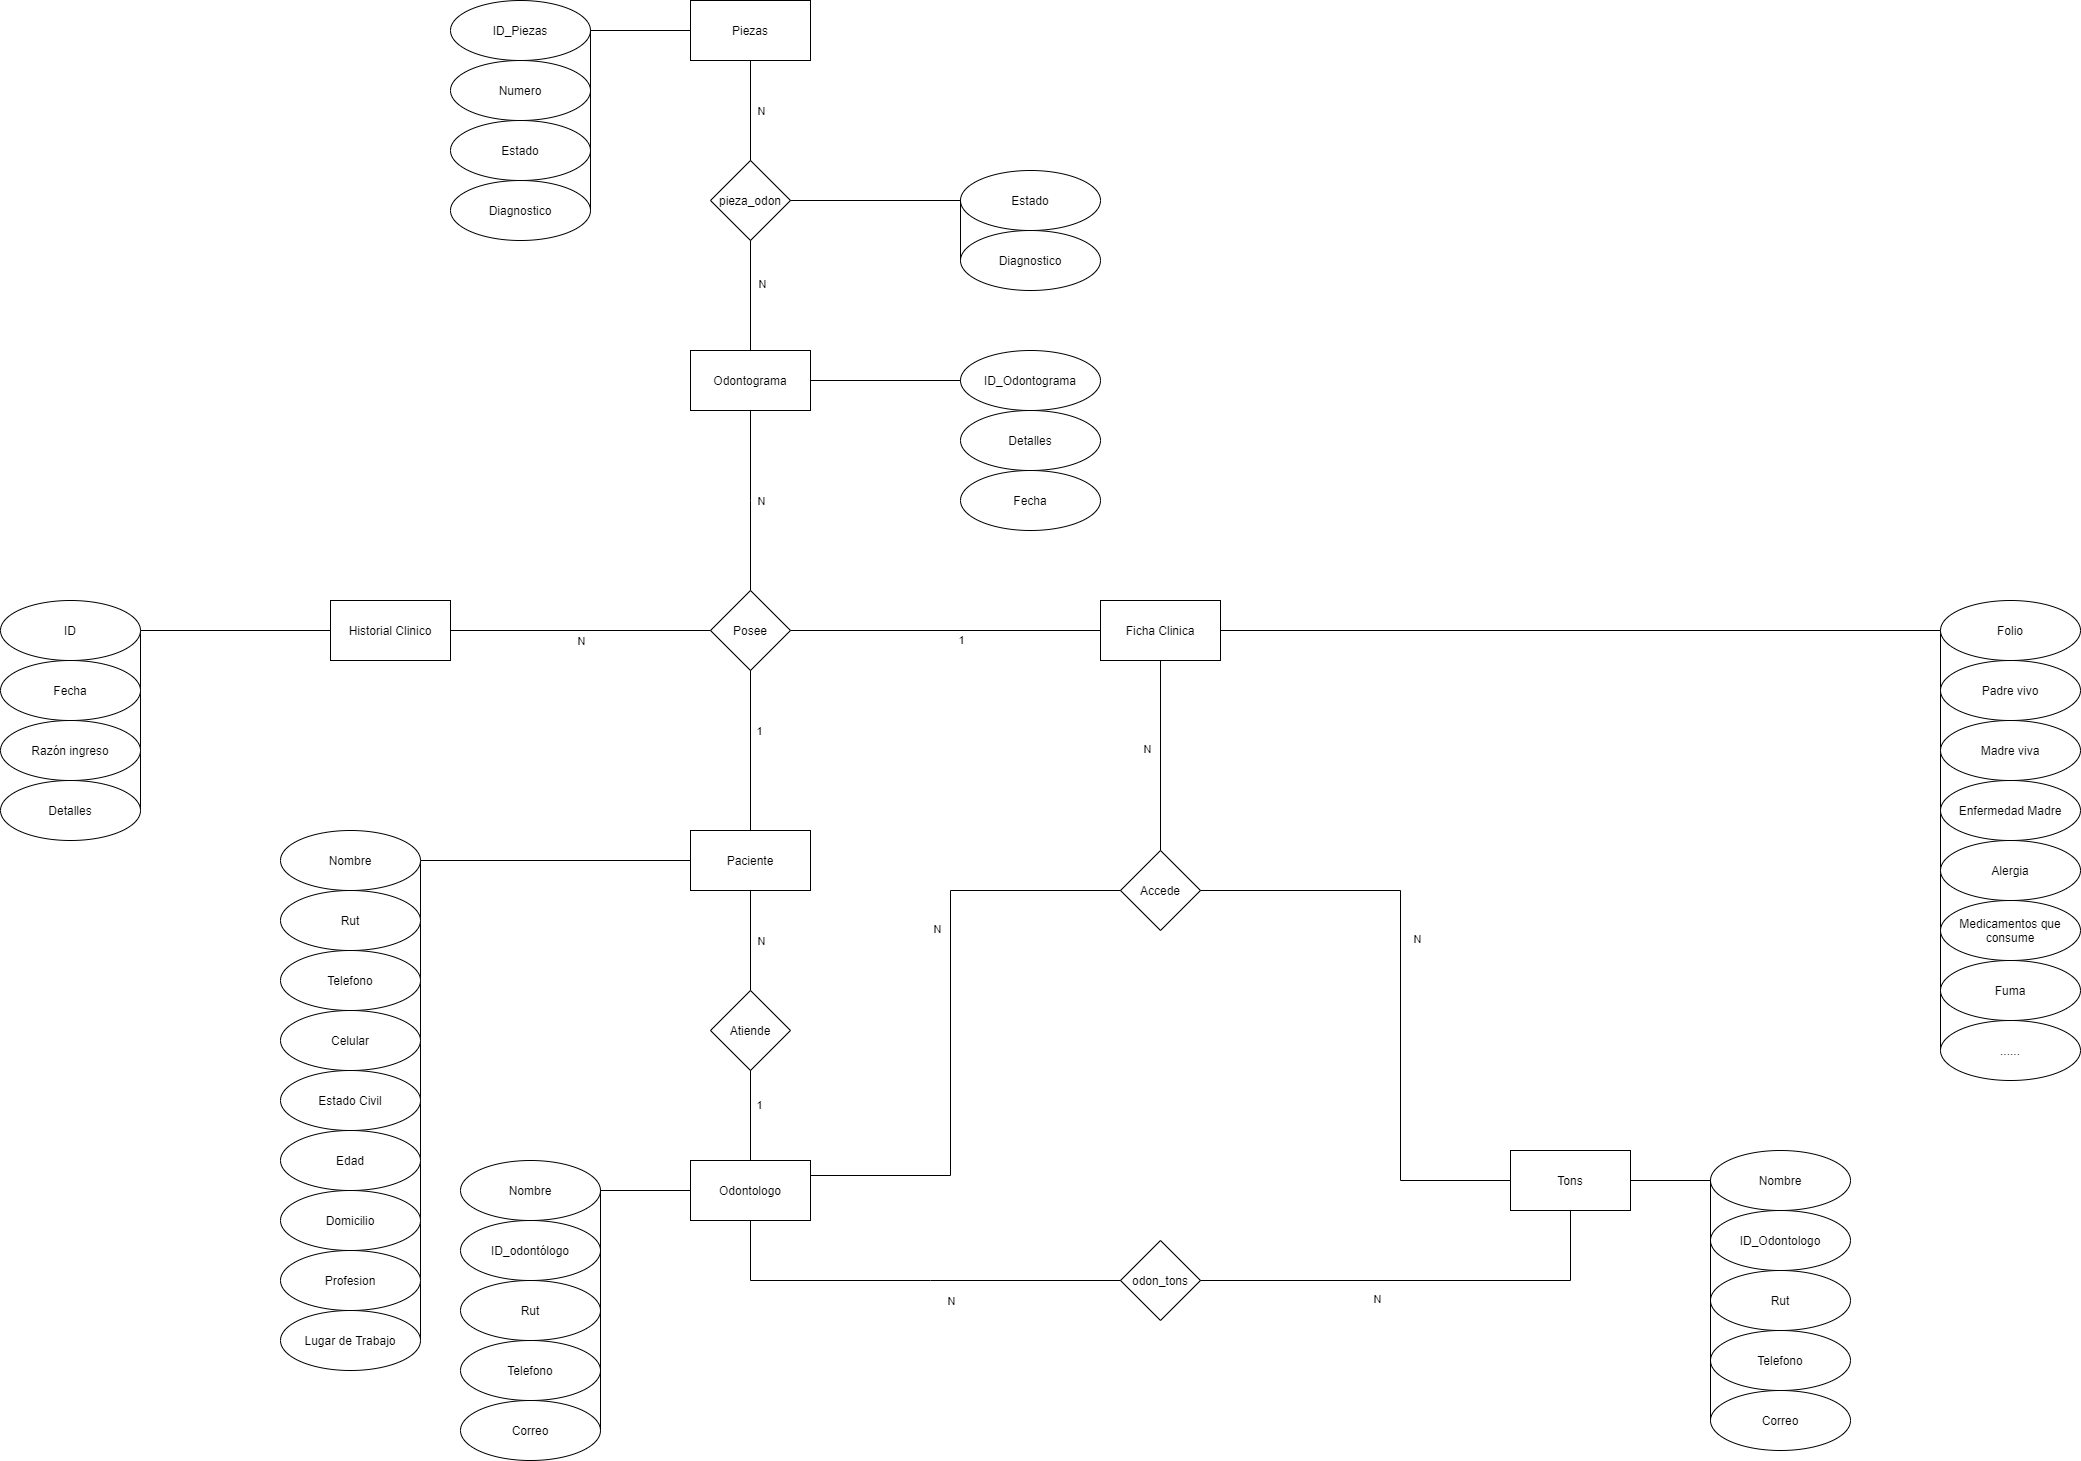 ID_Piezas
Piezas
Numero
N
Estado
Diagnostico
pieza_odon
Estado
Diagnostico
N
Odontograma
ID_Odontograma
Detalles
Fecha
N
ID
Historial Clinico
N
Posee
1
Ficha Clinica
Folio
Fecha
Razón ingreso
Detalles
1
N
Padre vivo
Madre viva
Enfermedad Madre
Alergia
Medicamentos que
consume
Fuma
......
Nombre
Paciente
Rut
Telefono
Celular
Estado Civil
Edad
Domicilio
Profesion
Lugar de Trabajo
N
Accede
N
N
Atiende
1
Nombre
Odontologo
ID_odontólogo
Rut
Telefono
Correo
Tons
Nombre
ID_Odontologo
Rut
Telefono
Correo
odon_tons
N
N